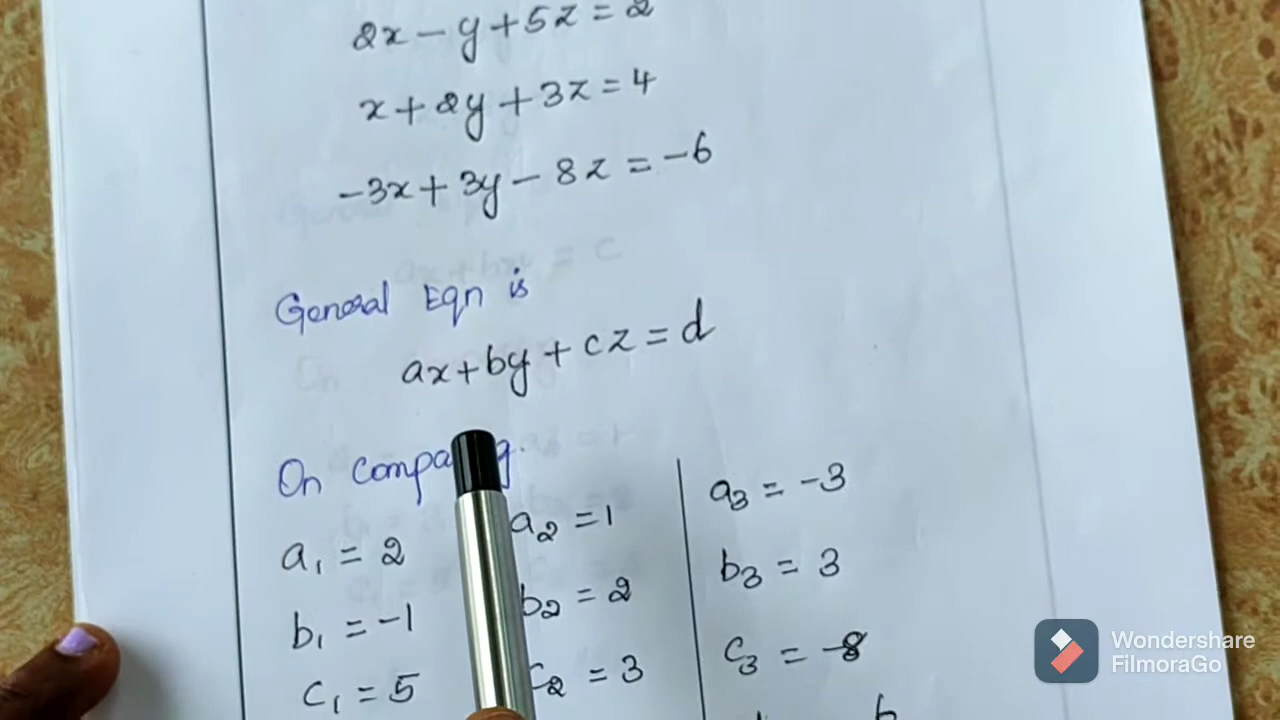 2x - y + 5z = 2
x + 2y + 3z = 4
-3x + 3y - 8z = -6
General Eqn is
ax + by + cz = d
On
a₁ = 2
b₁ = -1
c₁ = 5
a₂ = 1
b₂ = 2
c₂ = 3
a₃ = -3
b₃ = 3
c₃ = -8
Wondershare
FilmoraGo